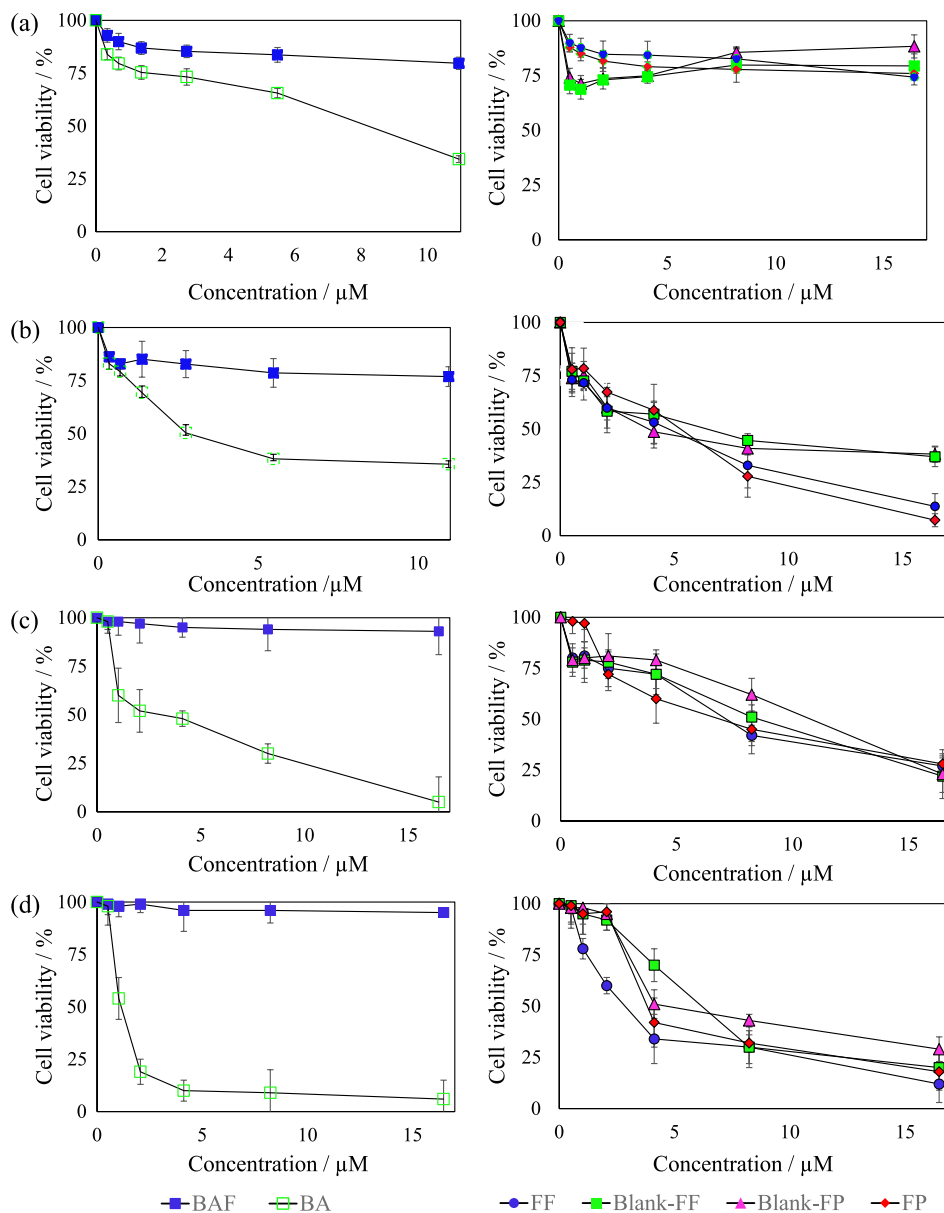 (a)
Cell viability / %
100
75
50
25
0
0 2 4 6 8 10
Concentration / µM
Cell viability / %
100
75
50
25
0
0 5 10 15
Concentration / µM
(b)
Cell viability / %
100
75
50
25
0
0 5 10
Concentration /µM
Cell viability / %
100
75
50
25
0
0 5 10 15
Concentration / µM
(c)
Cell viability / %
100
75
50
25
0
0 5 10 15
Concentration / µM
Cell viability / %
100
75
50
25
0
0 5 10 15
Concentration / µM
(d)
Cell viability / %
100
75
50
25
0
0 5 10 15
Concentration / µM
Cell viability / %
100
75
50
25
0
0 5 10 15
Concentration / µM
BAF BA
FF Blank-FF Blank-FP FP